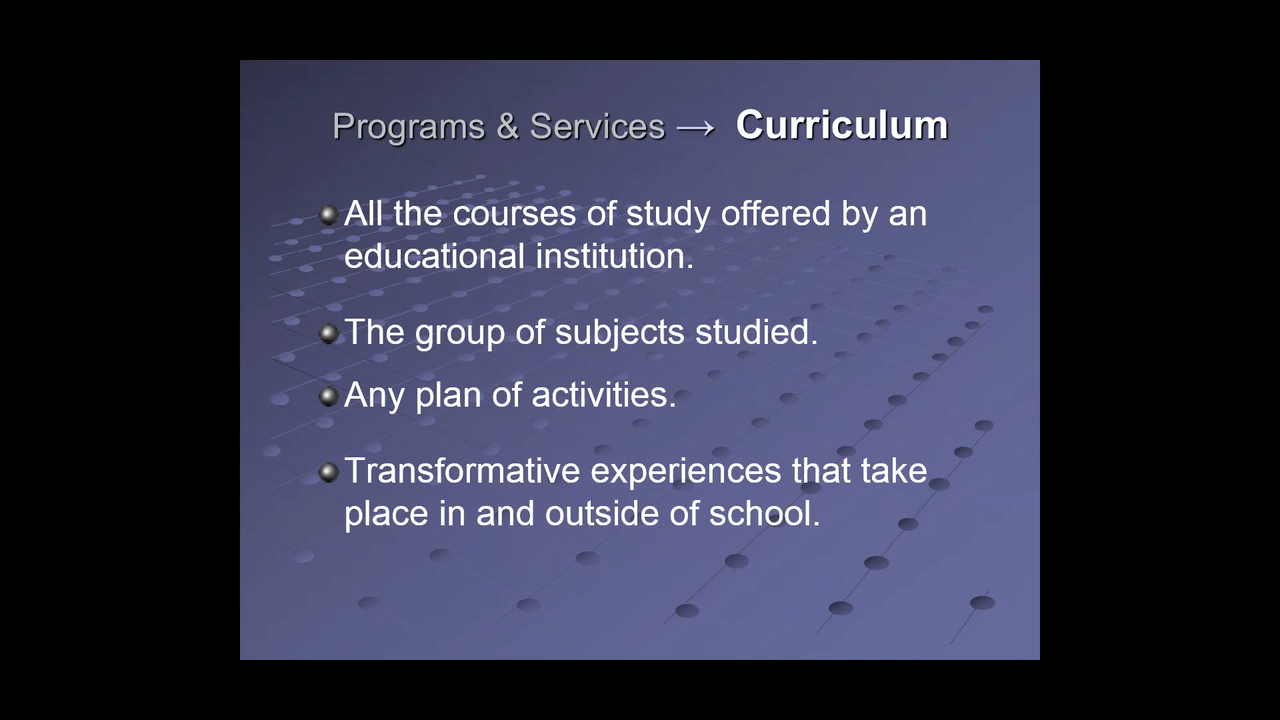 Programs & Services → Curriculum
All the courses of study offered by an
educational institution.
The group of subjects studied.
Any plan of activities.
Transformative experiences that take
place in and outside of school.